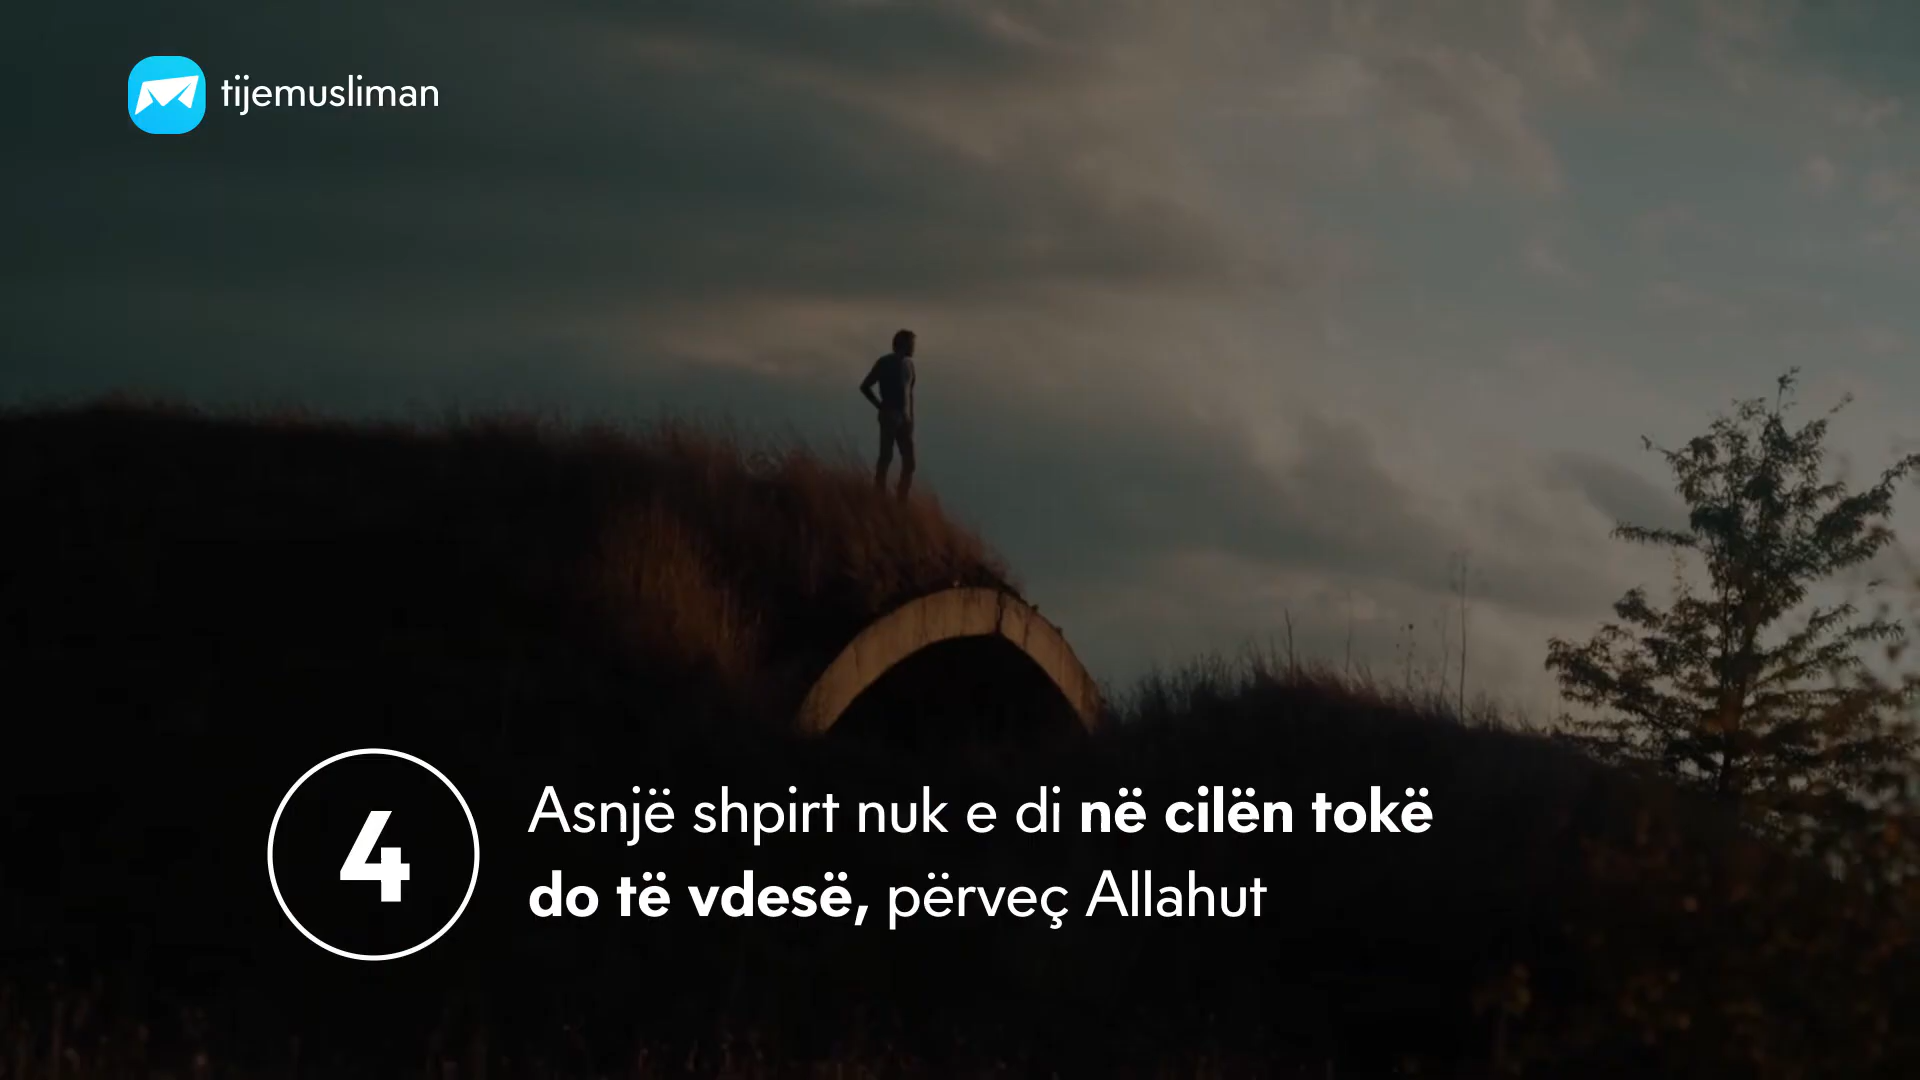 tijemusliman
4
Asnjë shpirt nuk e di në cilën tokë
do të vdesë, përveç Allahut